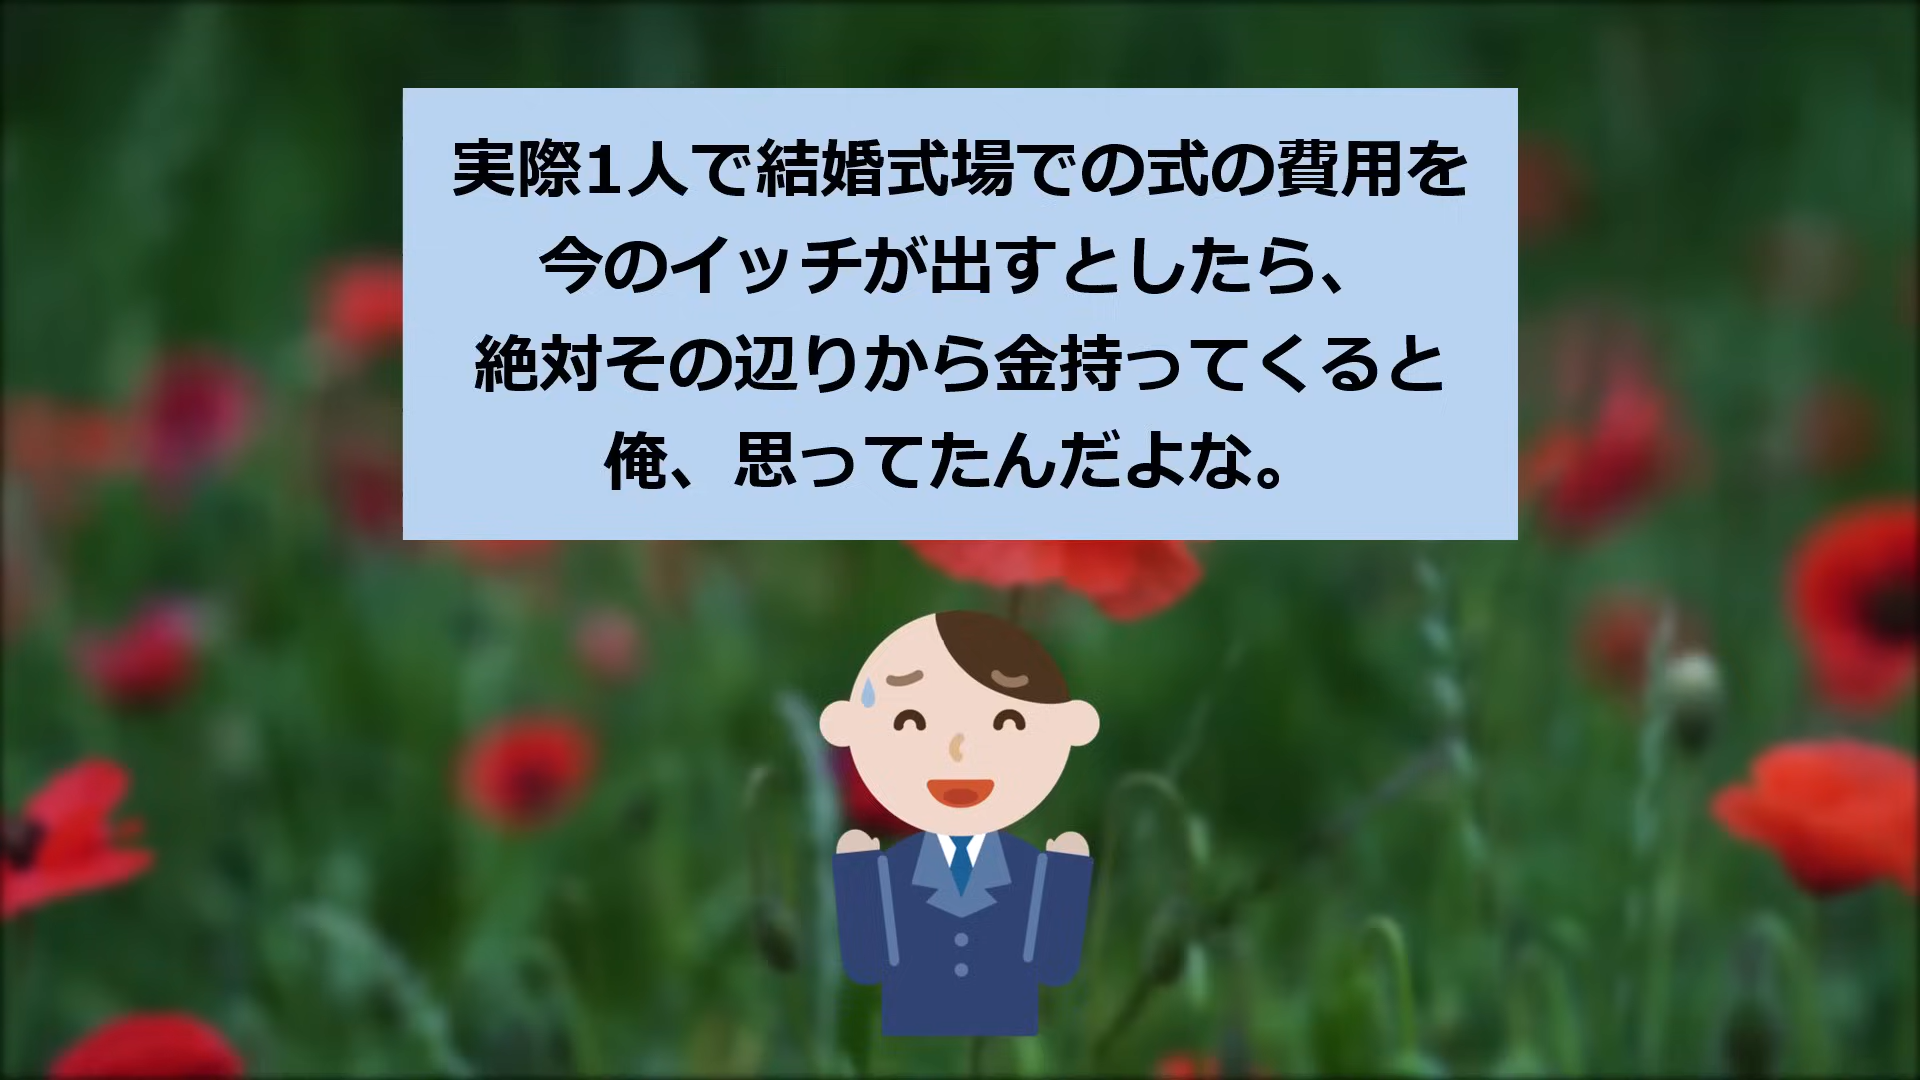 実際1人で結婚式場での式の費用を
今のイッチが出すとしたら、
絶対その辺りから金持ってくると
俺、思ってたんだよな。